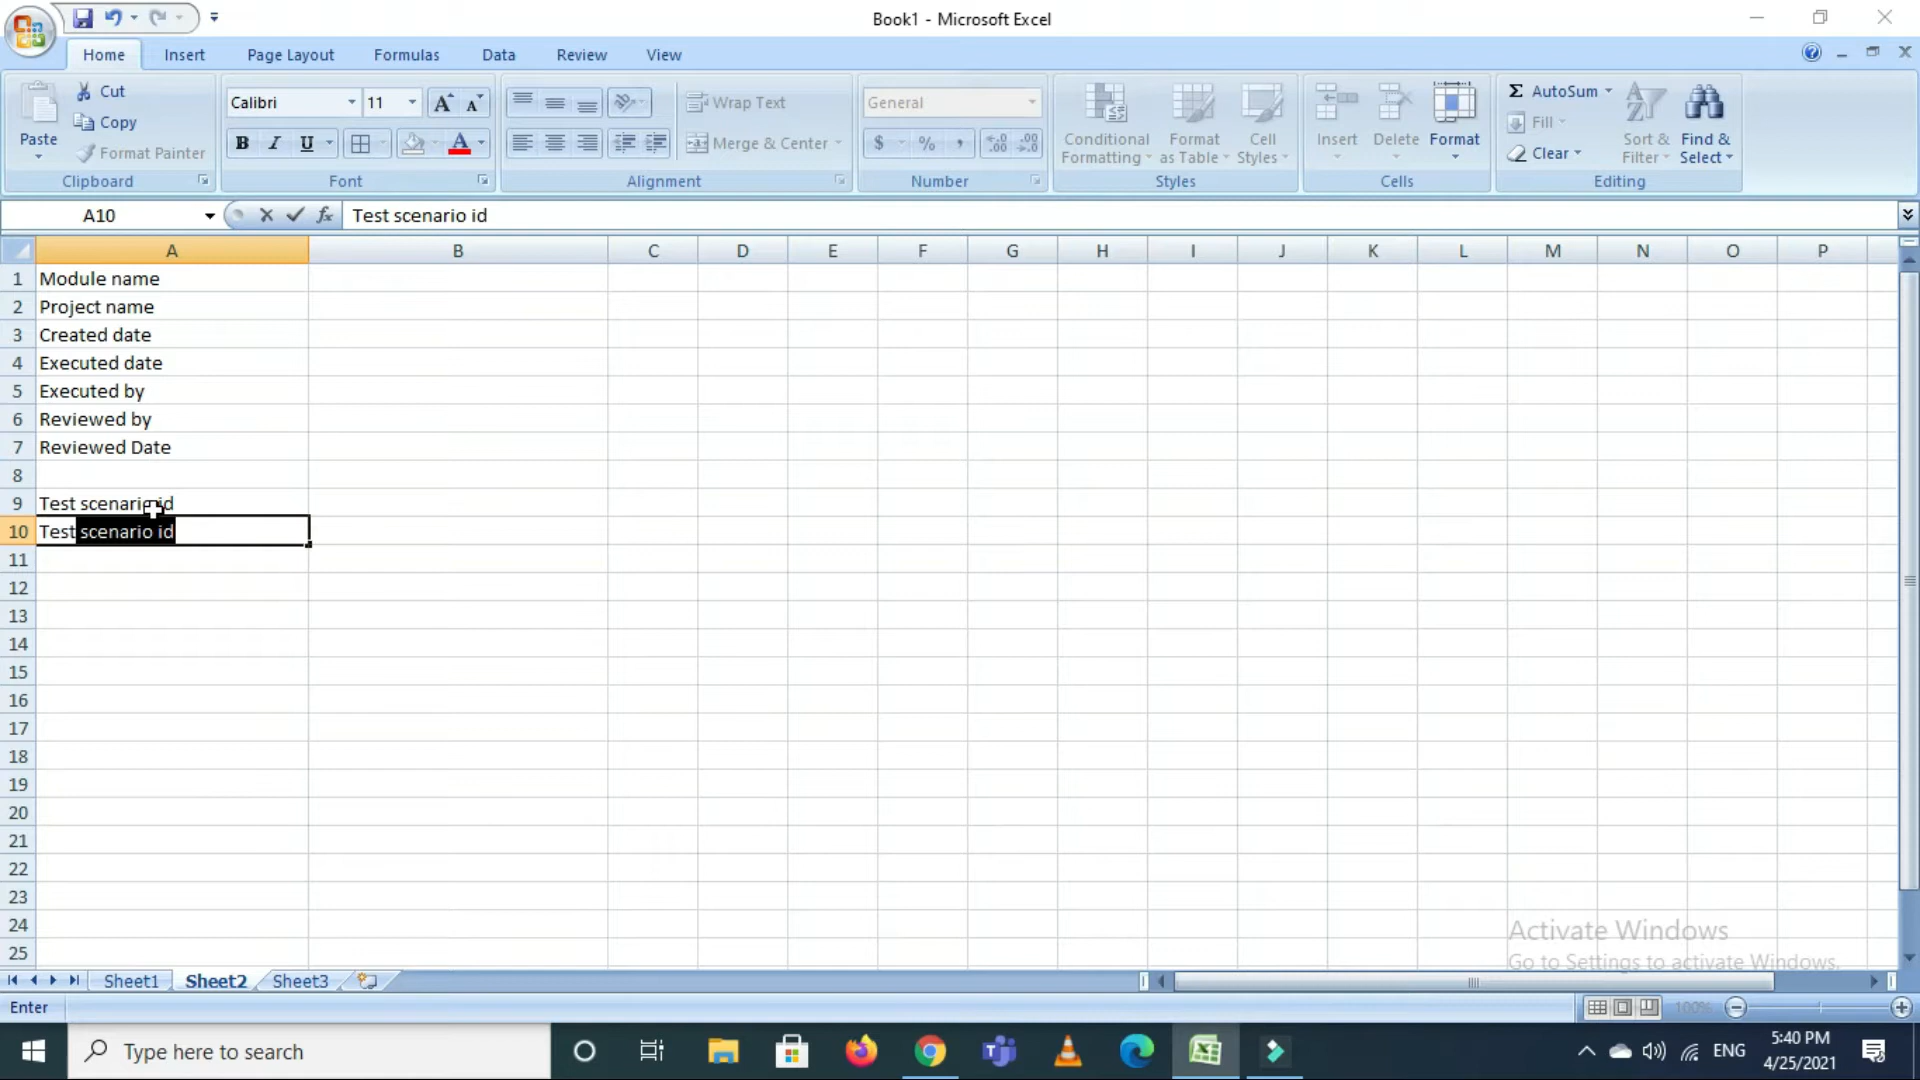 Book1 - Microsoft Excel
Home Insert Page Layout Formulas Data Review View
Paste
Cut
Copy
Format Painter
Clipboard
Calibri 11
B I U
Font
Wrap Text
Merge & Center
Alignment
General
$ % ,
Number
Conditional Formatting
Format as Table
Cell Styles
Styles
Insert Delete Format
Cells
Σ AutoSum
Fill
Clear
Sort & Filter
Find & Select
Editing
A10 fx Test scenario id
A B C D E F G H I J K L M N O P
1 Module name
2 Project name
3 Created date
4 Executed date
5 Executed by
6 Reviewed by
7 Reviewed Date
8
9 Test scenario id
10 Test scenario id
11
12
13
14
15
16
17
18
19
20
21
22
23
24
25
Activate Windows
Go to Settings to activate Windows.
Sheet1 Sheet2 Sheet3
Enter 100%
Type here to search
ENG
5:40 PM
4/25/2021